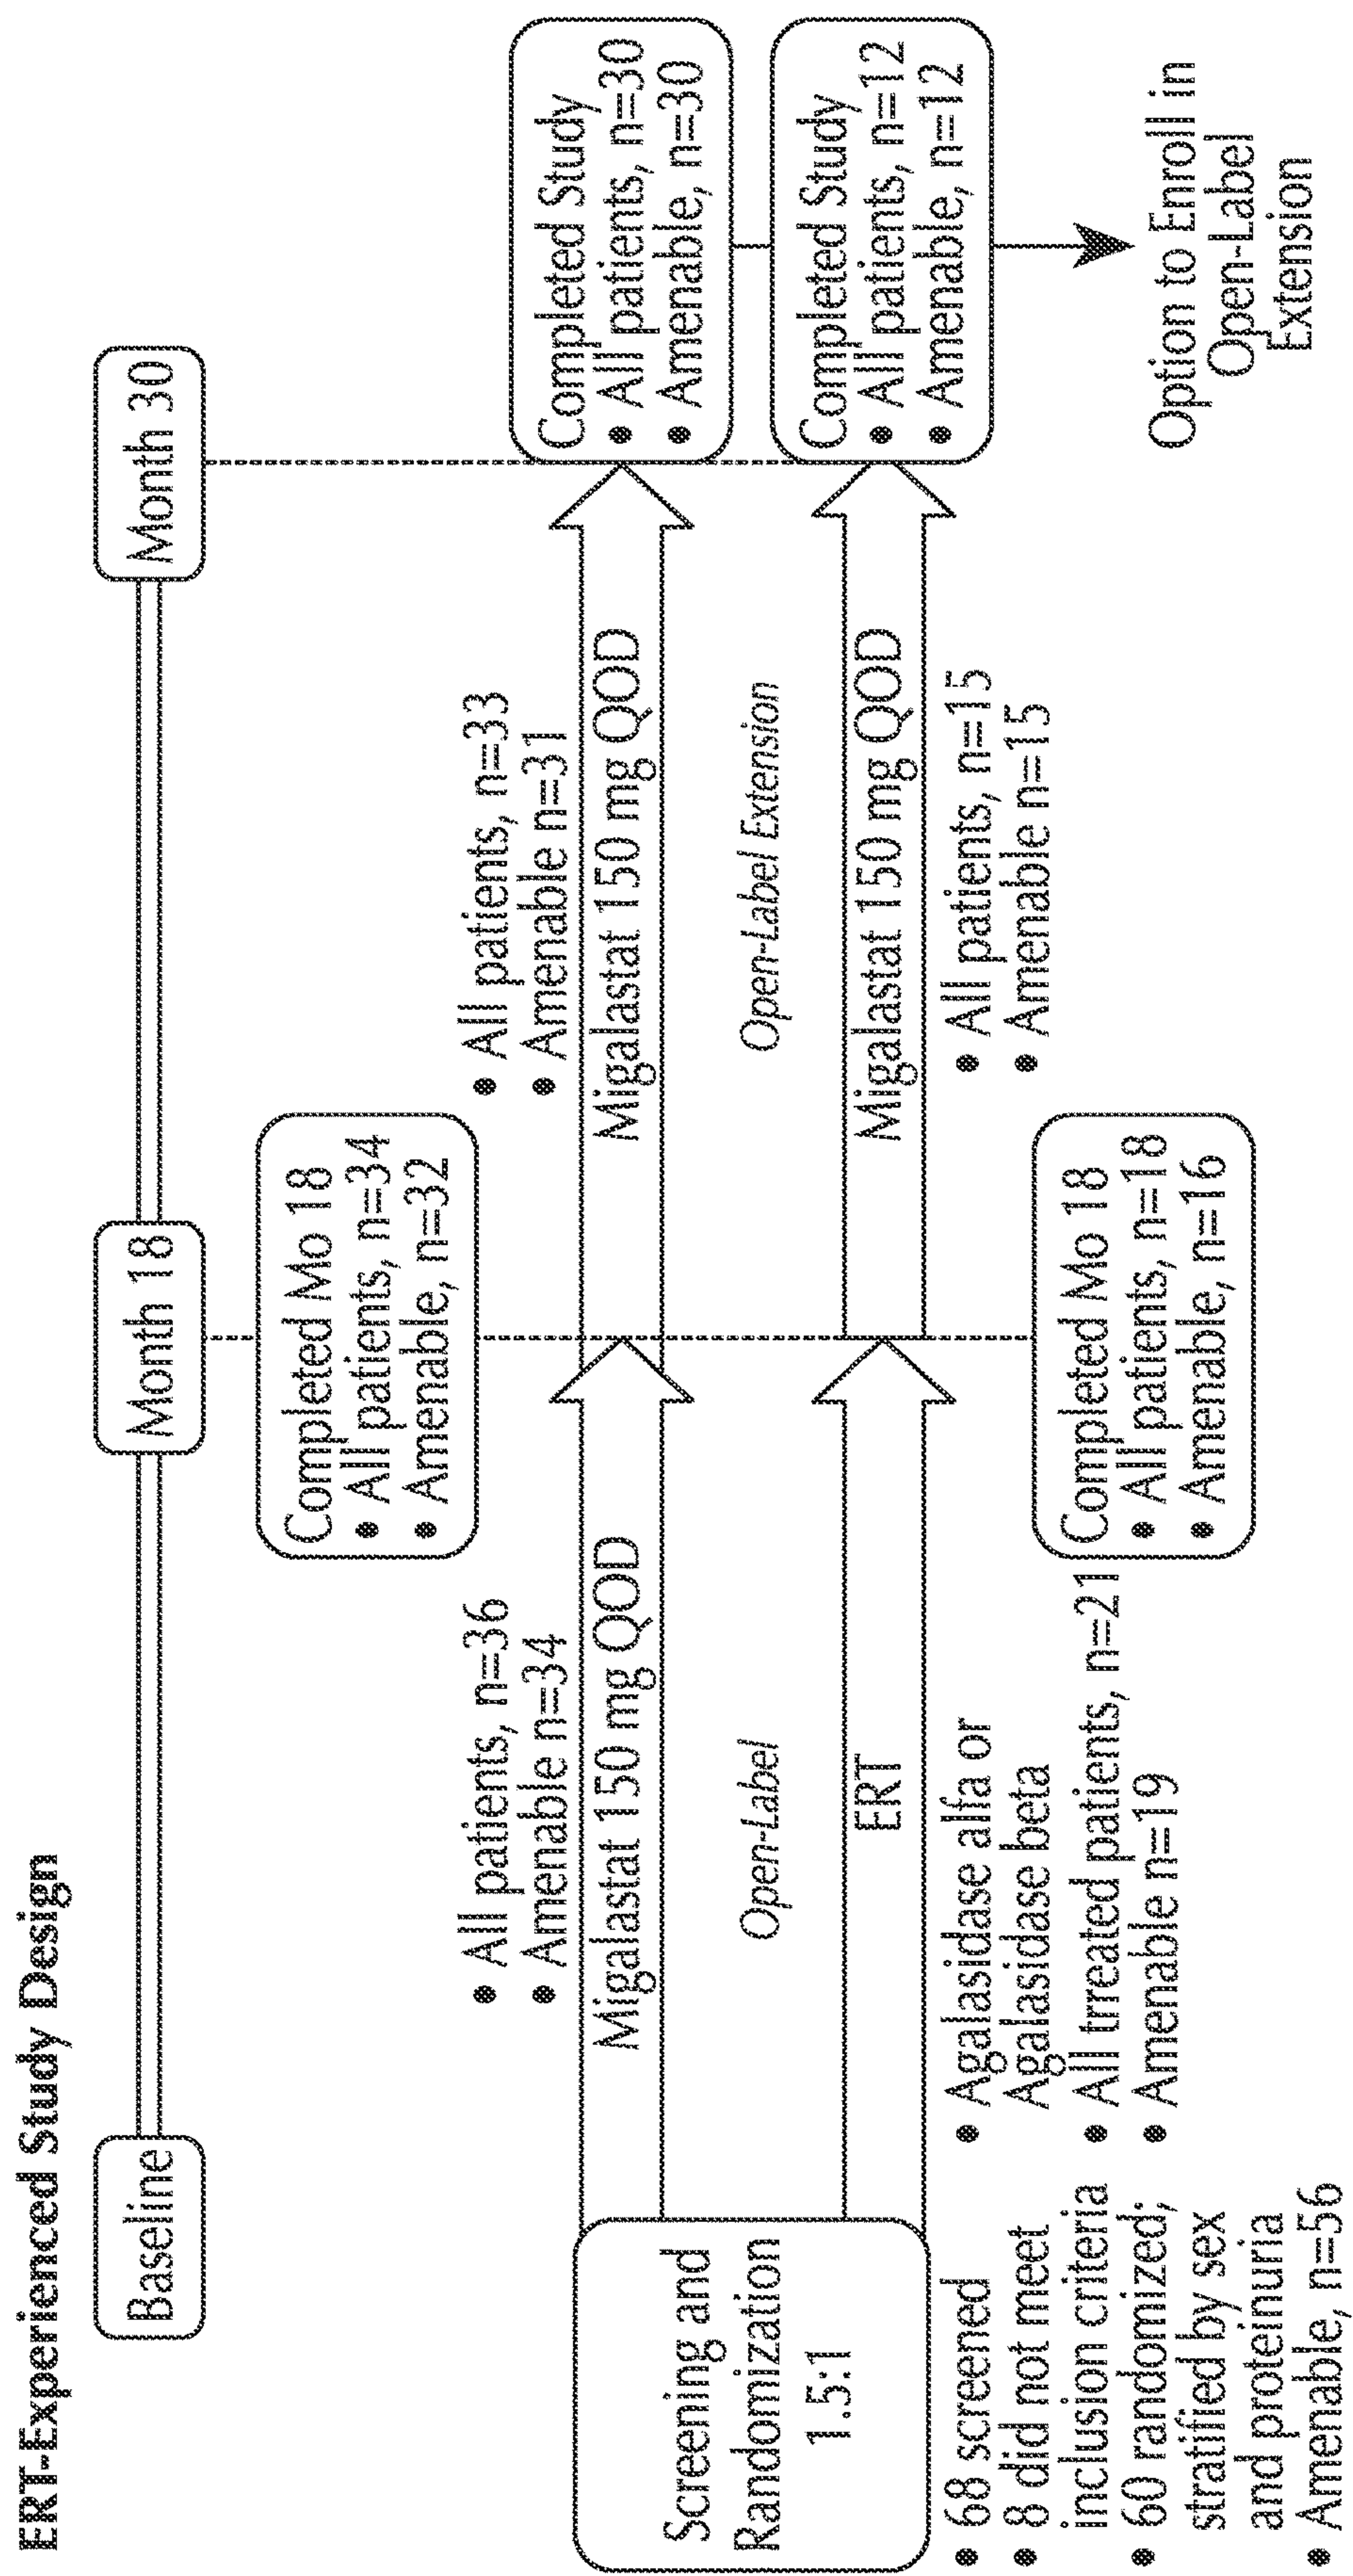 ERT-Experienced Study Design
Baseline
Month 18
Month 30
Completed Mo 18
• All patients, n=34
• Amenable, n=32
• All patients, n=36
• Amenable n=34
Migalastat 150 mg QOD
• All patients, n=33
• Amenable n=31
Migalastat 150 mg QOD
Completed Study
• All patients, n=30
• Amenable, n=30
Screening and
Randomization
1.5:1
Open-Label
Open-Label Extension
ERT
Migalastat 150 mg QOD
Completed Study
• All patients, n=12
• Amenable, n=12
• 68 screened
• 8 did not meet
inclusion criteria
• 60 randomized;
stratified by sex
and proteinuria
• Amenable, n=56
• Agalasidase alfa or
Agalasidase beta
• All trreated patients, n=21
• Amenable n=19
Completed Mo 18
• All patients, n=18
• Amenable, n=16
• All patients, n=15
• Amenable n=15
Option to Enroll in
Open-Label
Extension